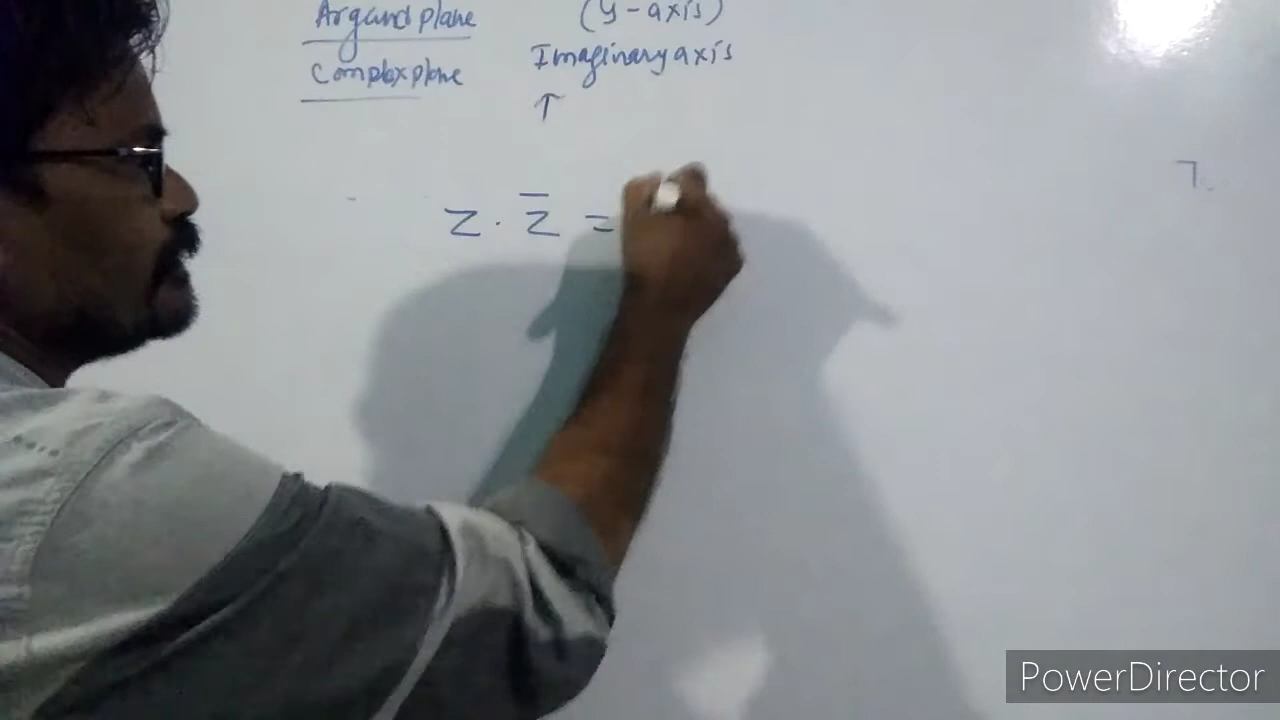 Argand plane
(y-axis)
Complex plane
Imaginary axis
↑
z · z̅ =
PowerDirector